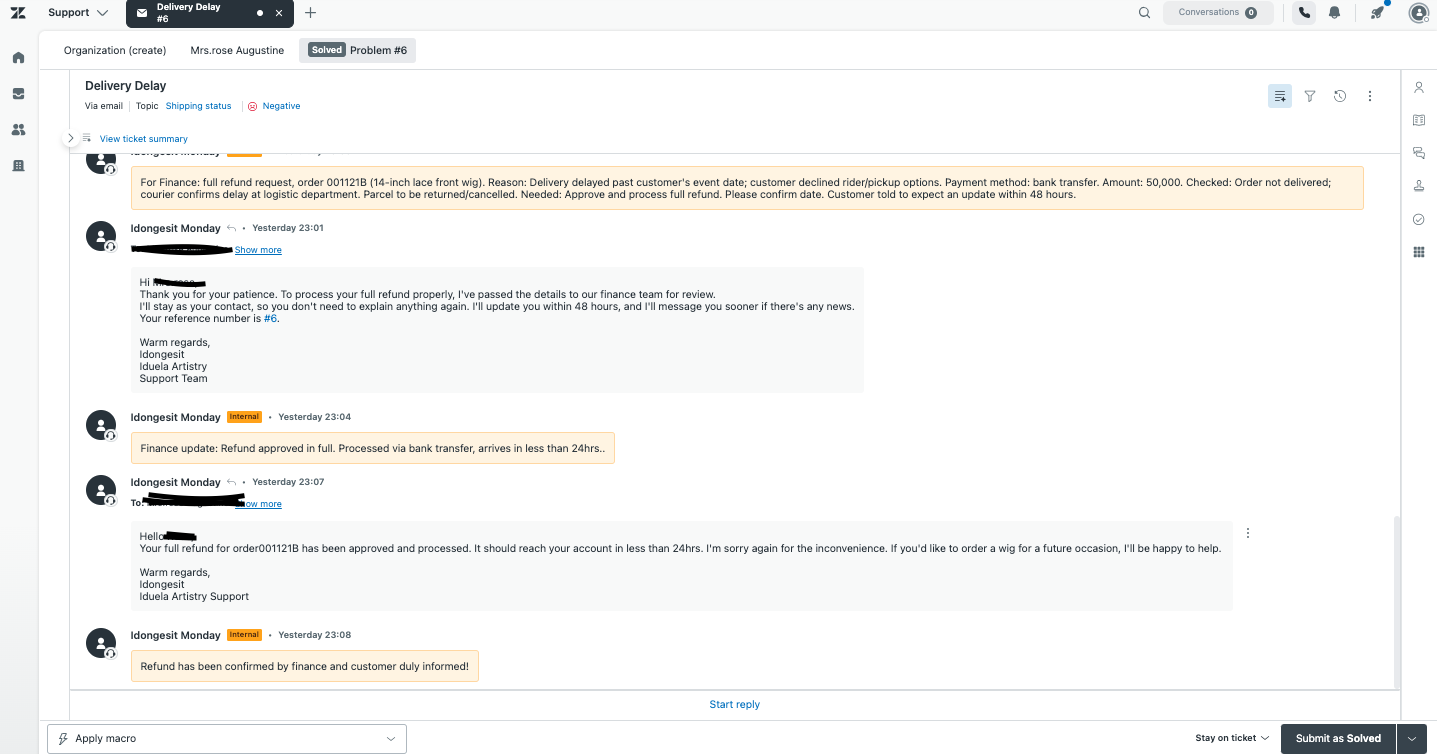 Support
Delivery Delay
#6
Conversations 0
Organization (create)
Mrs.rose Augustine
Solved Problem #6
Delivery Delay
Via email
Topic Shipping status
Negative
View ticket summary
Idongesit Monday
For Finance: full refund request, order 001121B (14-inch lace front wig). Reason: Delivery delayed past customer's event date; customer declined rider/pickup options. Payment method: bank transfer. Amount: 50,000. Checked: Order not delivered;
courier confirms delay at logistic department. Parcel to be returned/cancelled. Needed: Approve and process full refund. Please confirm date. Customer told to expect an update within 48 hours.
Idongesit Monday • Yesterday 23:01
Show more
Hi
Thank you for your patience. To process your full refund properly, I've passed the details to our finance team for review.
I'll stay as your contact, so you don't need to explain anything again. I'll update you within 48 hours, and I'll message you sooner if there's any news.
Your reference number is #6.
Warm regards,
Idongesit
Iduela Artistry
Support Team
Idongesit Monday Internal • Yesterday 23:04
Finance update: Refund approved in full. Processed via bank transfer, arrives in less than 24hrs..
Idongesit Monday • Yesterday 23:07
To: Show more
Hello
Your full refund for order001121B has been approved and processed. It should reach your account in less than 24hrs. I'm sorry again for the inconvenience. If you'd like to order a wig for a future occasion, I'll be happy to help.
Warm regards,
Idongesit
Iduela Artistry Support
Idongesit Monday Internal • Yesterday 23:08
Refund has been confirmed by finance and customer duly informed!
Start reply
Apply macro
Stay on ticket
Submit as Solved